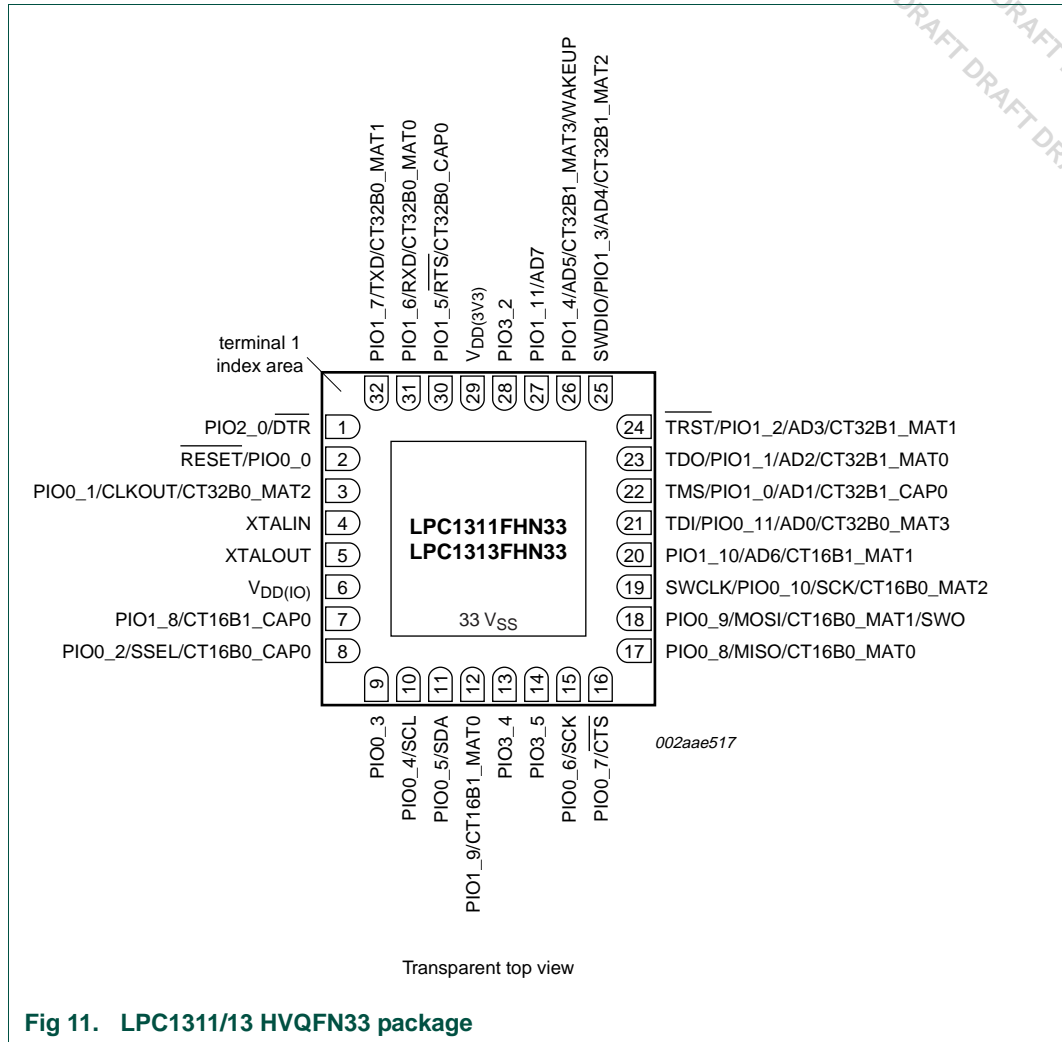 DRAFT DRAFT
DRAFT DRAFT
PIO1_7/TXD/CT32B0_MAT1
PIO1_6/RXD/CT32B0_MAT0
PIO1_5/RTS/CT32B0_CAP0
VDD(3V3)
PIO3_2
PIO1_11/AD7
PIO1_4/AD5/CT32B1_MAT3/WAKEUP
SWDIO/PIO1_3/AD4/CT32B1_MAT2
terminal 1
index area
32 31 30 29 28 27 26 25
PIO2_0/DTR 1
RESET/PIO0_0 2
PIO0_1/CLKOUT/CT32B0_MAT2 3
XTALIN 4
XTALOUT 5
VDD(IO) 6
PIO1_8/CT16B1_CAP0 7
PIO0_2/SSEL/CT16B0_CAP0 8
LPC1311FHN33
LPC1313FHN33
33 VSS
24 TRST/PIO1_2/AD3/CT32B1_MAT1
23 TDO/PIO1_1/AD2/CT32B1_MAT0
22 TMS/PIO1_0/AD1/CT32B1_CAP0
21 TDI/PIO0_11/AD0/CT32B0_MAT3
20 PIO1_10/AD6/CT16B1_MAT1
19 SWCLK/PIO0_10/SCK/CT16B0_MAT2
18 PIO0_9/MOSI/CT16B0_MAT1/SWO
17 PIO0_8/MISO/CT16B0_MAT0
9 10 11 12 13 14 15 16
PIO0_3
PIO0_4/SCL
PIO0_5/SDA
PIO1_9/CT16B1_MAT0
PIO3_4
PIO3_5
PIO0_6/SCK
PIO0_7/CTS
002aae517
Transparent top view
Fig 11. LPC1311/13 HVQFN33 package